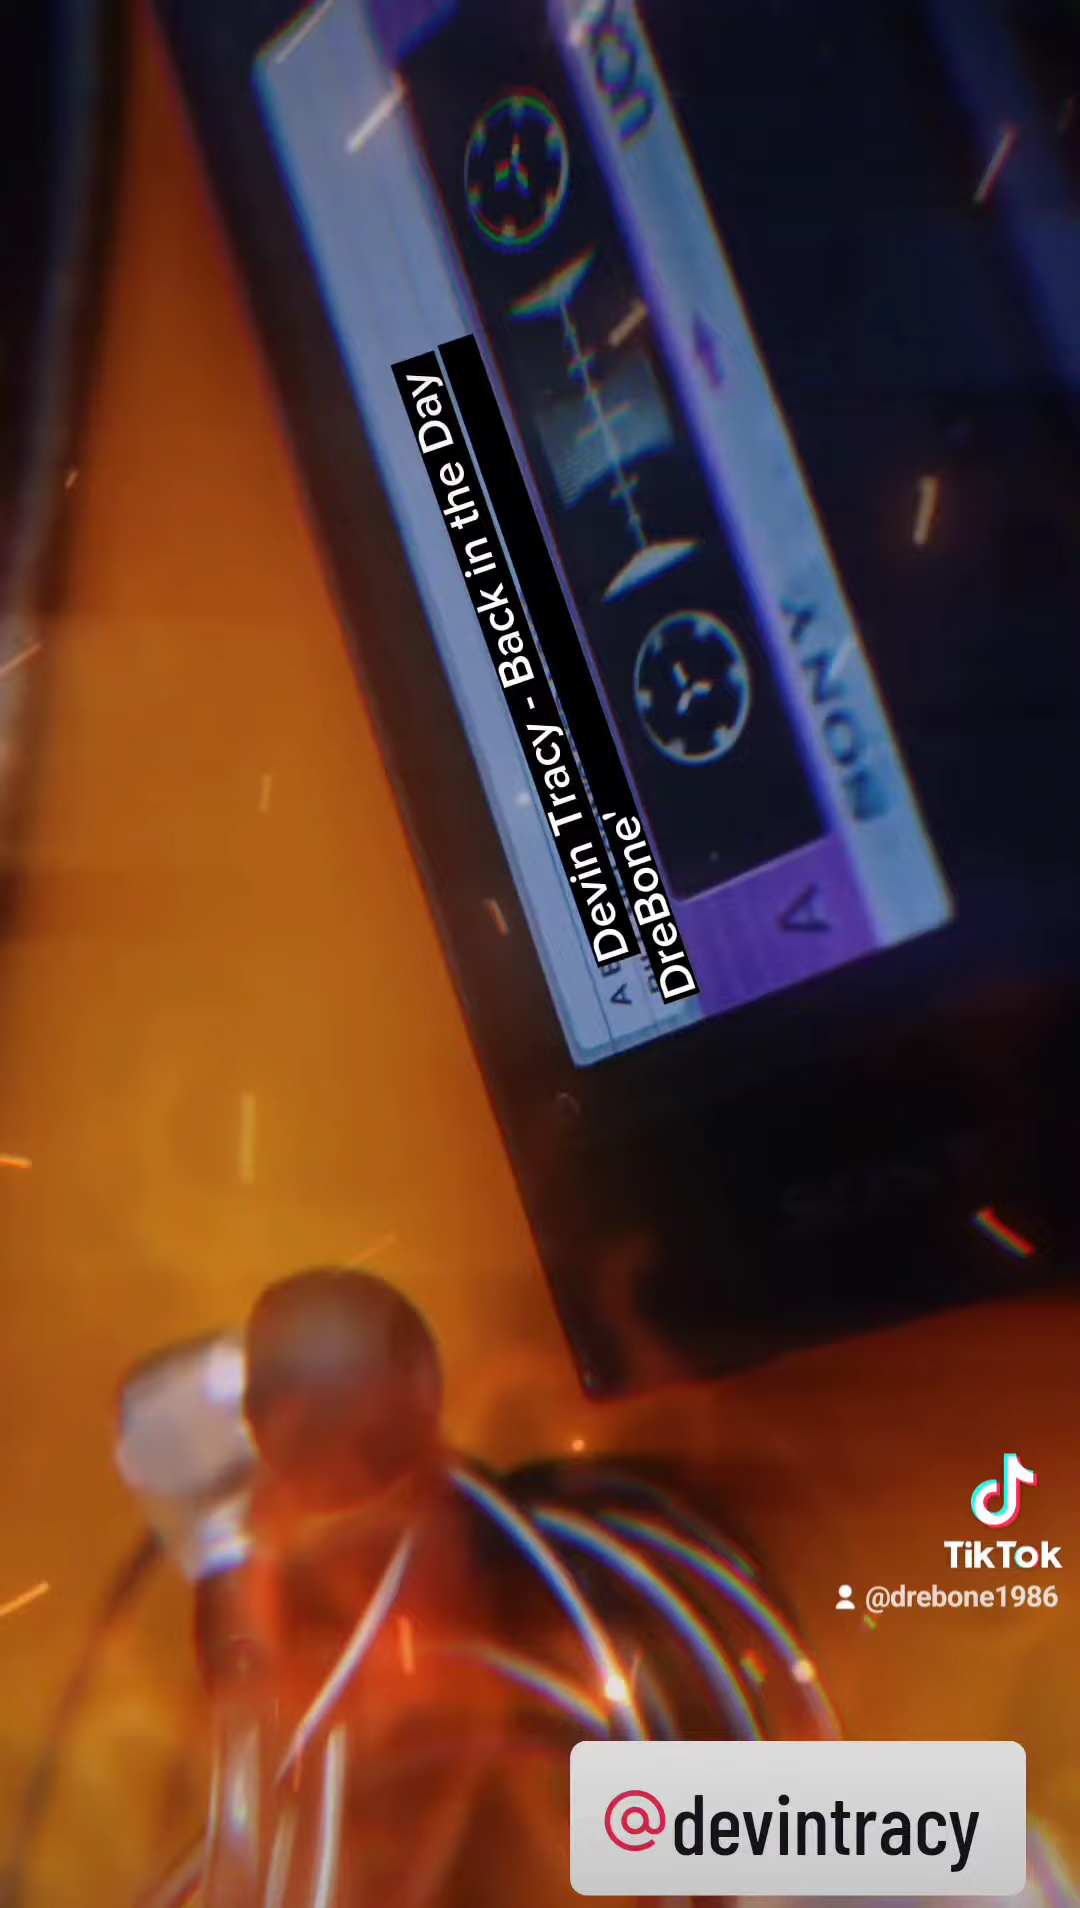 SONY
A
Devin Tracy - Back in the Day
DreBone'
A
TikTok
@drebone1986
@devintracy